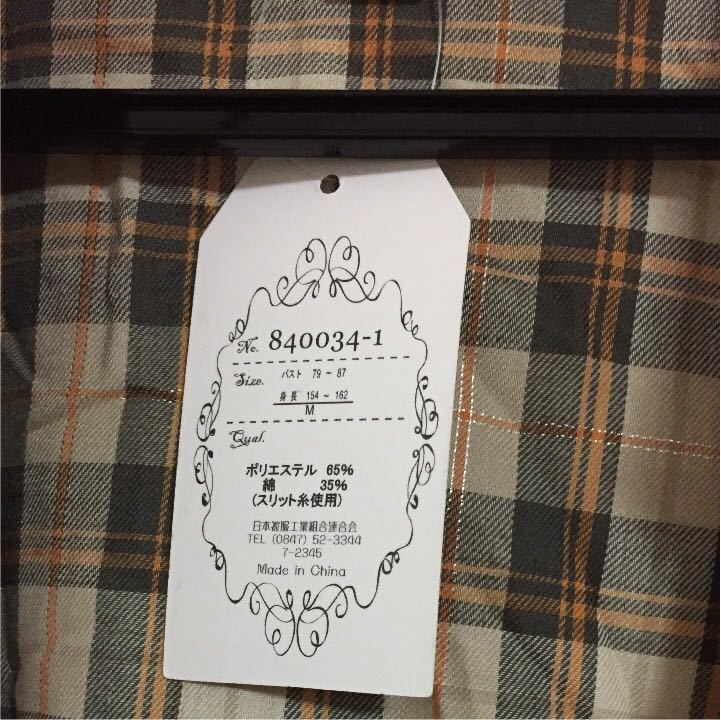 No. 840034-1
Size. バスト 79 ~ 87
身長 154 ~ 162
M
Qual.
ポリエステル 65%
綿 35%
(スリット糸使用)
日本被服工業組合連合会
TEL (0847) 52-3344
7-2345
Made in China